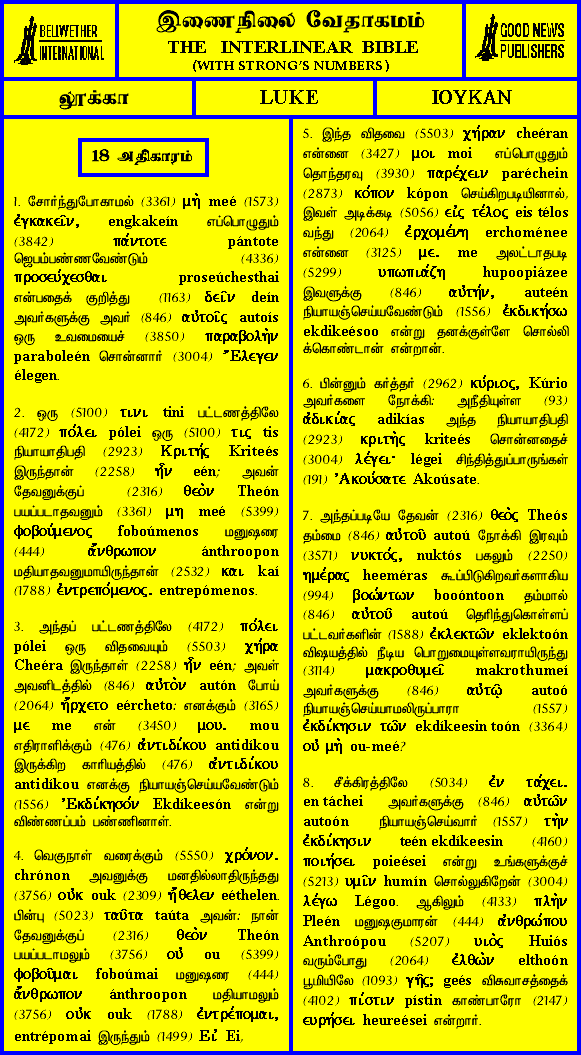 BELLWETHER
INTERNATIONAL
இணைநிலை வேதாகமம்
THE INTERLINEAR BIBLE
(WITH STRONG'S NUMBERS)
GOOD NEWS
PUBLISHERS
லூக்கா
LUKE
ΙΟΥΚΑΝ
18 அதிகாரம்
1. சோர்ந்துபோகாமல் (3361) μὴ meé (1573)
ἐγκακεῖν, engkakeín எப்பொழுதும்
(3842) πάντοτε pántote
ஜெபம்பண்ணவேண்டும் (4336)
προσεύχεσθαι proseúchesthai
என்பதைக் குறித்து (1163) δεῖν deín
அவர்களுக்கு அவர் (846) αὐτοῖς autoís
ஒரு உவமையைச் (3850) παραβολὴν
paraboleén சொன்னார் (3004) Ἔλεγεν
élegen.
2. ஒரு (5100) τινι tini பட்டணத்திலே
(4172) πόλει pólei ஒரு (5100) τις tis
நியாயாதிபதி (2923) Κριτής Kriteés
இருந்தான் (2258) ἦν eén; அவன்
தேவனுக்குப் (2316) θεὸν Theón
பயப்படாதவனும் (3361) μη meé (5399)
φοβούμενος foboúmenos மனுஷரை
(444) ἄνθρωπον ánthroopon
மதியாதவனுமாயிருந்தான் (2532) και kaí
(1788) ἐντρεπόμενος. entrepómenos.
3. அந்தப் பட்டணத்திலே (4172) πόλει
pólei ஒரு விதவையும் (5503) χήρα
Cheéra இருந்தாள் (2258) ἦν eén; அவள்
அவனிடத்தில் (846) αὐτὸν autón போய்
(2064) ἤρχετο eércheto: எனக்கும் (3165)
με me என் (3450) μου. mou
எதிராளிக்கும் (476) ἀντιδίκου antidíkou
இருக்கிற காரியத்தில் (476) ἀντιδίκου
antidíkou எனக்கு நியாயஞ்செய்யவேண்டும்
(1556) Ἐκδίκησόν Ekdíkeesón என்று
விண்ணப்பம் பண்ணினாள்.
4. வெகுநாள் வரைக்கும் (5550) χρόνον.
chrónon அவனுக்கு மனதில்லாதிருந்தது
(3756) οὐκ ouk (2309) ἤθελεν eéthelen.
பின்பு (5023) ταῦτα taúta அவன்: நான்
தேவனுக்குப் (2316) θεὸν Theón
பயப்படாமலும் (3756) οὐ ou (5399)
φοβοῦμαι foboúmai மனுஷரை (444)
ἄνθρωπον ánthroopon மதியாமலும்
(3756) οὐκ ouk (1788) ἐντρέπομαι,
entrépomai இருந்தும் (1499) Εἰ Ei,
5. இந்த விதவை (5503) χήραν cheéran
என்னை (3427) μοι moi எப்பொழுதும்
தொந்தரவு (3930) παρέχειν paréchein
(2873) κόπον kópon செய்கிறபடியினால்,
இவள் அடிக்கடி (5056) εἰς τέλος eis télos
வந்து (2064) ἐρχομένη erchoménee
என்னை (3125) με. me அலட்டாதபடி
(5299) υπωπιάζη hupoopiázee
இவளுக்கு (846) αὐτήν, auteén
நியாயஞ்செய்யவேண்டும் (1556) ἐκδικήσω
ekdikeésoo என்று தனக்குள்ளே சொல்லி
க்கொண்டான் என்றான்.
6. பின்னும் கர்த்தர் (2962) κύριος, Kúrio
அவர்களை நோக்கி: அநீதியுள்ள (93)
ἀδικίας adikías அந்த நியாயாதிபதி
(2923) κριτὴς kriteés சொன்னதைச்
(3004) λέγει· légei சிந்தித்துப்பாருங்கள்
(191) Ἀκούσατε Akoúsate.
7. அந்தப்படியே தேவன் (2316) θεὸς Theós
தம்மை (846) αὐτοῦ autoú நோக்கி இரவும்
(3571) νυκτός, nuktós பகலும் (2250)
ημέρας heeméras கூப்பிடுகிறவர்களாகிய
(994) βοώντων booóntoon தம்மால்
(846) αὐτοῦ autoú தெரிந்துகொள்ளப்
பட்டவர்களின் (1588) ἐκλεκτῶν eklektoón
விஷயத்தில் நீடிய பொறுமையுள்ளவராயிருந்து
(3114) μακροθυμεῖ makrothumeí
அவர்களுக்கு (846) αὐτῷ autoó
நியாயஞ்செய்யாமலிருப்பாரா (1557)
ἐκδίκησιν τῶν ekdíkeesin toón (3364)
οὐ μὴ ou-meé?
8. சீக்கிரத்திலே (5034) ἐν τάχει.
en táchei அவர்களுக்கு (846) αὐτῶν
autoón நியாயஞ்செய்வார் (1557) τὴν
ἐκδίκησιν teén ekdíkeesin (4160)
ποιήσει poieései என்று உங்களுக்குச்
(5213) υμῖν humín சொல்லுகிறேன் (3004)
λέγω Légoo. ஆகிலும் (4133) πλὴν
Pleén மனுஷகுமாரன் (444) ἀνθρώπου
Anthroópou (5207) υιὸς Huiós
வரும்போது (2064) ἐλθὼν elthoón
பூமியிலே (1093) γῆς; geés விசுவாசத்தைக்
(4102) πίστιν pístin காண்பாரோ (2147)
ευρήσει heureései என்றார்.